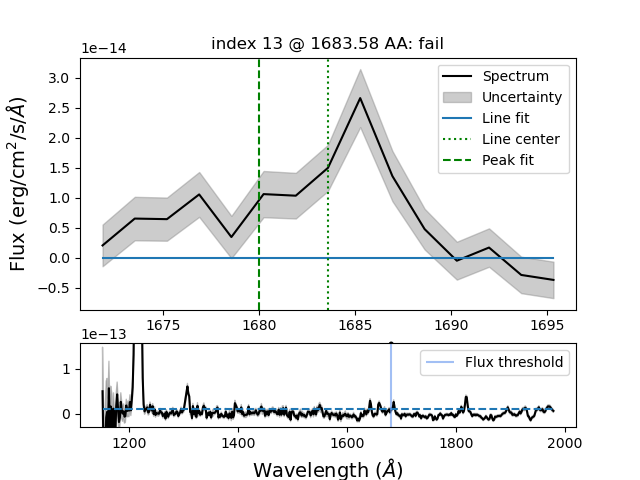 index 13 @ 1683.58 AA: fail
1e−14
3.0
2.5
2.0
1.5
1.0
0.5
0.0
−0.5
Flux (erg/cm²/s/Å)
Spectrum
Uncertainty
Line fit
Line center
Peak fit
1675 1680 1685 1690 1695
1e−13
1
0
Flux threshold
1200 1400 1600 1800 2000
Wavelength (Å)